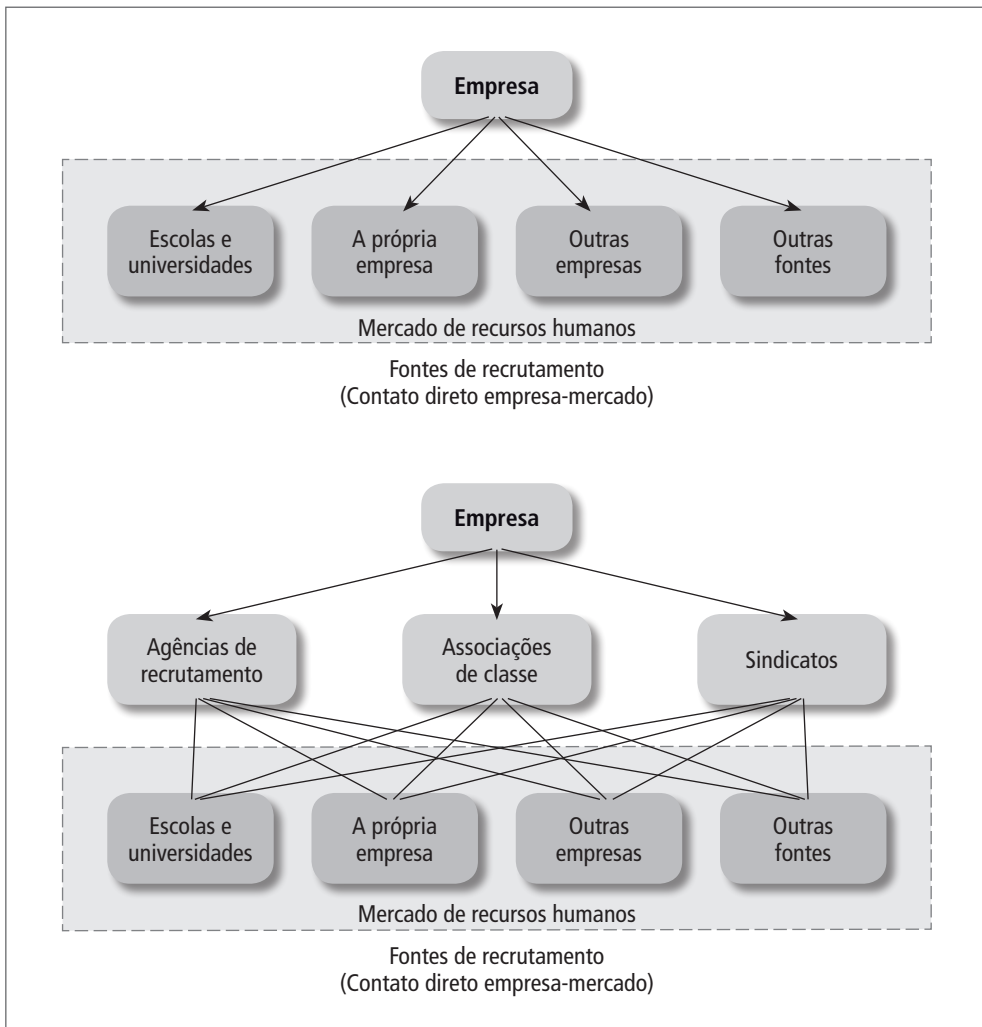 Empresa
Escolas e
universidades
A própria
empresa
Outras
empresas
Outras
fontes
Mercado de recursos humanos
Fontes de recrutamento
(Contato direto empresa-mercado)
Empresa
Agências de
recrutamento
Associações
de classe
Sindicatos
Escolas e
universidades
A própria
empresa
Outras
empresas
Outras
fontes
Mercado de recursos humanos
Fontes de recrutamento
(Contato direto empresa-mercado)